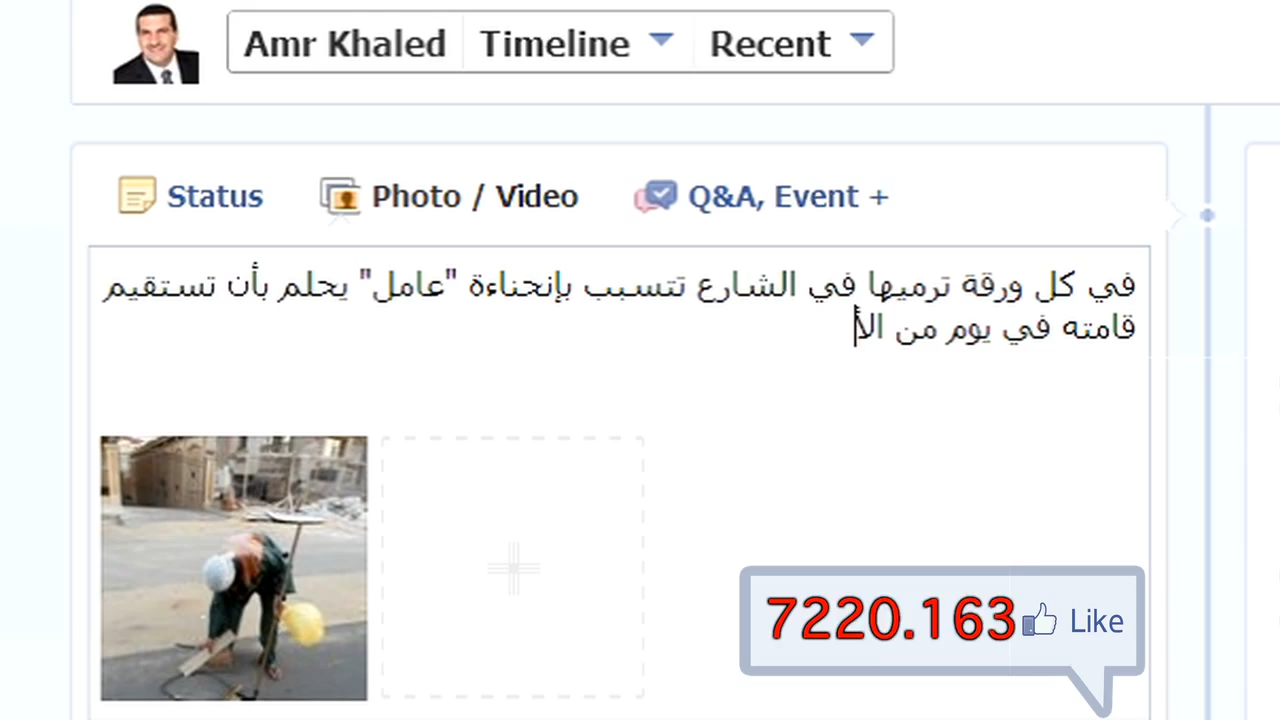 Amr Khaled Timeline Recent
Status Photo / Video Q&A, Event +
في كل ورقة ترميها في الشارع تتسبب بإنحناءة "عامل" يحلم بأن تستقيم
قامته في يوم من الأ
7220.163 Like